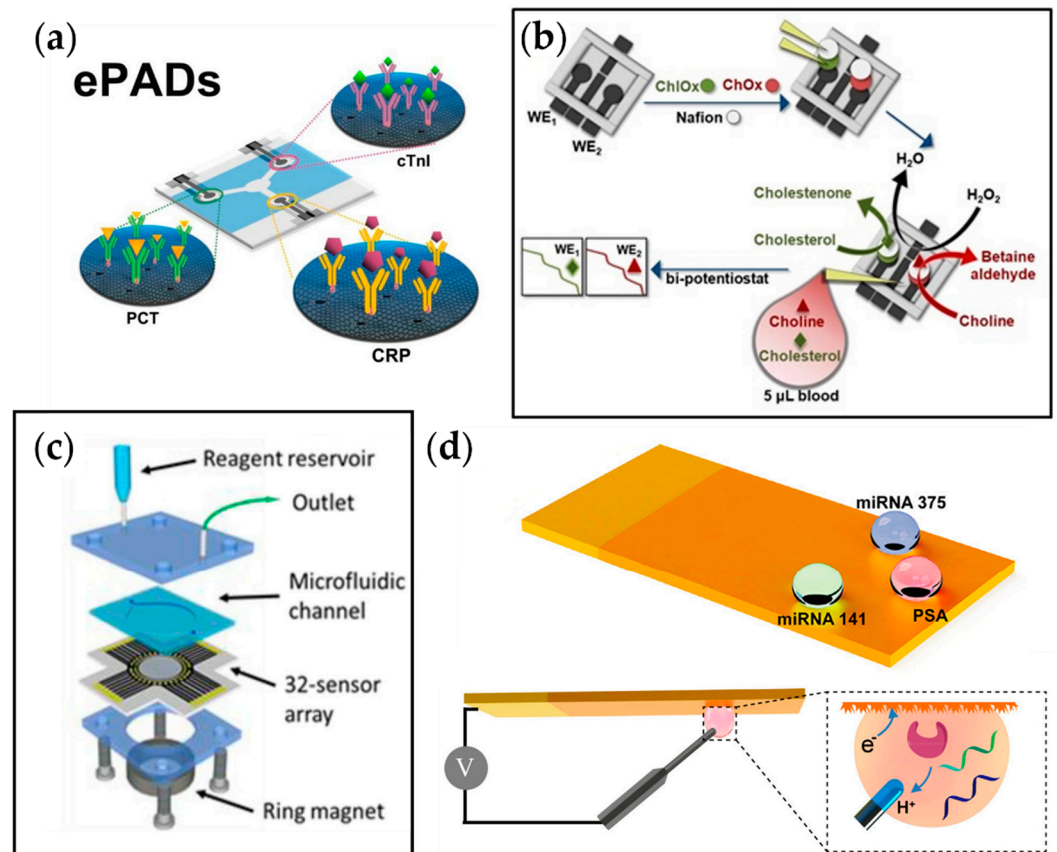 (a)
ePADs
cTnI
PCT
CRP
(b)
ChlOx
ChOx
WE1
Nafion
WE2
H2O
Cholestenone
H2O2
Cholesterol
WE1
WE2
bi-potentiostat
Betaine
aldehyde
Choline
Choline
Cholesterol
5 µL blood
(c)
Reagent reservoir
Outlet
Microfluidic
channel
32-sensor
array
Ring magnet
(d)
miRNA 375
miRNA 141
PSA
V
e-
H+